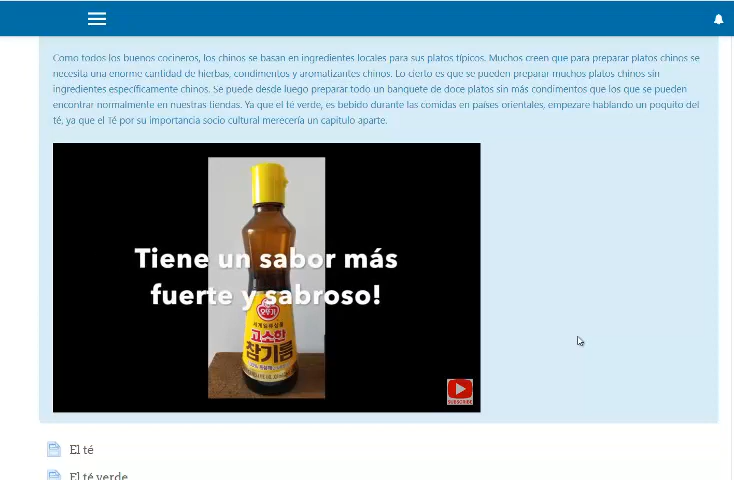 Como todos los buenos cocineros, los chinos se basan en ingredientes locales para sus platos típicos. Muchos creen que para preparar platos chinos se
necesita una enorme cantidad de hierbas, condimentos y aromatizantes chinos. Lo cierto es que se pueden preparar muchos platos chinos sin
ingredientes específicamente chinos. Se puede desde luego preparar todo un banquete de doce platos sin más condimentos que los que se pueden
encontrar normalmente en nuestras tiendas. Ya que el té verde, es bebido durante las comidas en países orientales, empezare hablando un poquito del
té, ya que el Té por su importancia socio cultural merecería un capitulo aparte.
Tiene un sabor más
fuerte y sabroso!
오뚜기
고소한
참기름
SUBSCRIBE
El té
El té verde